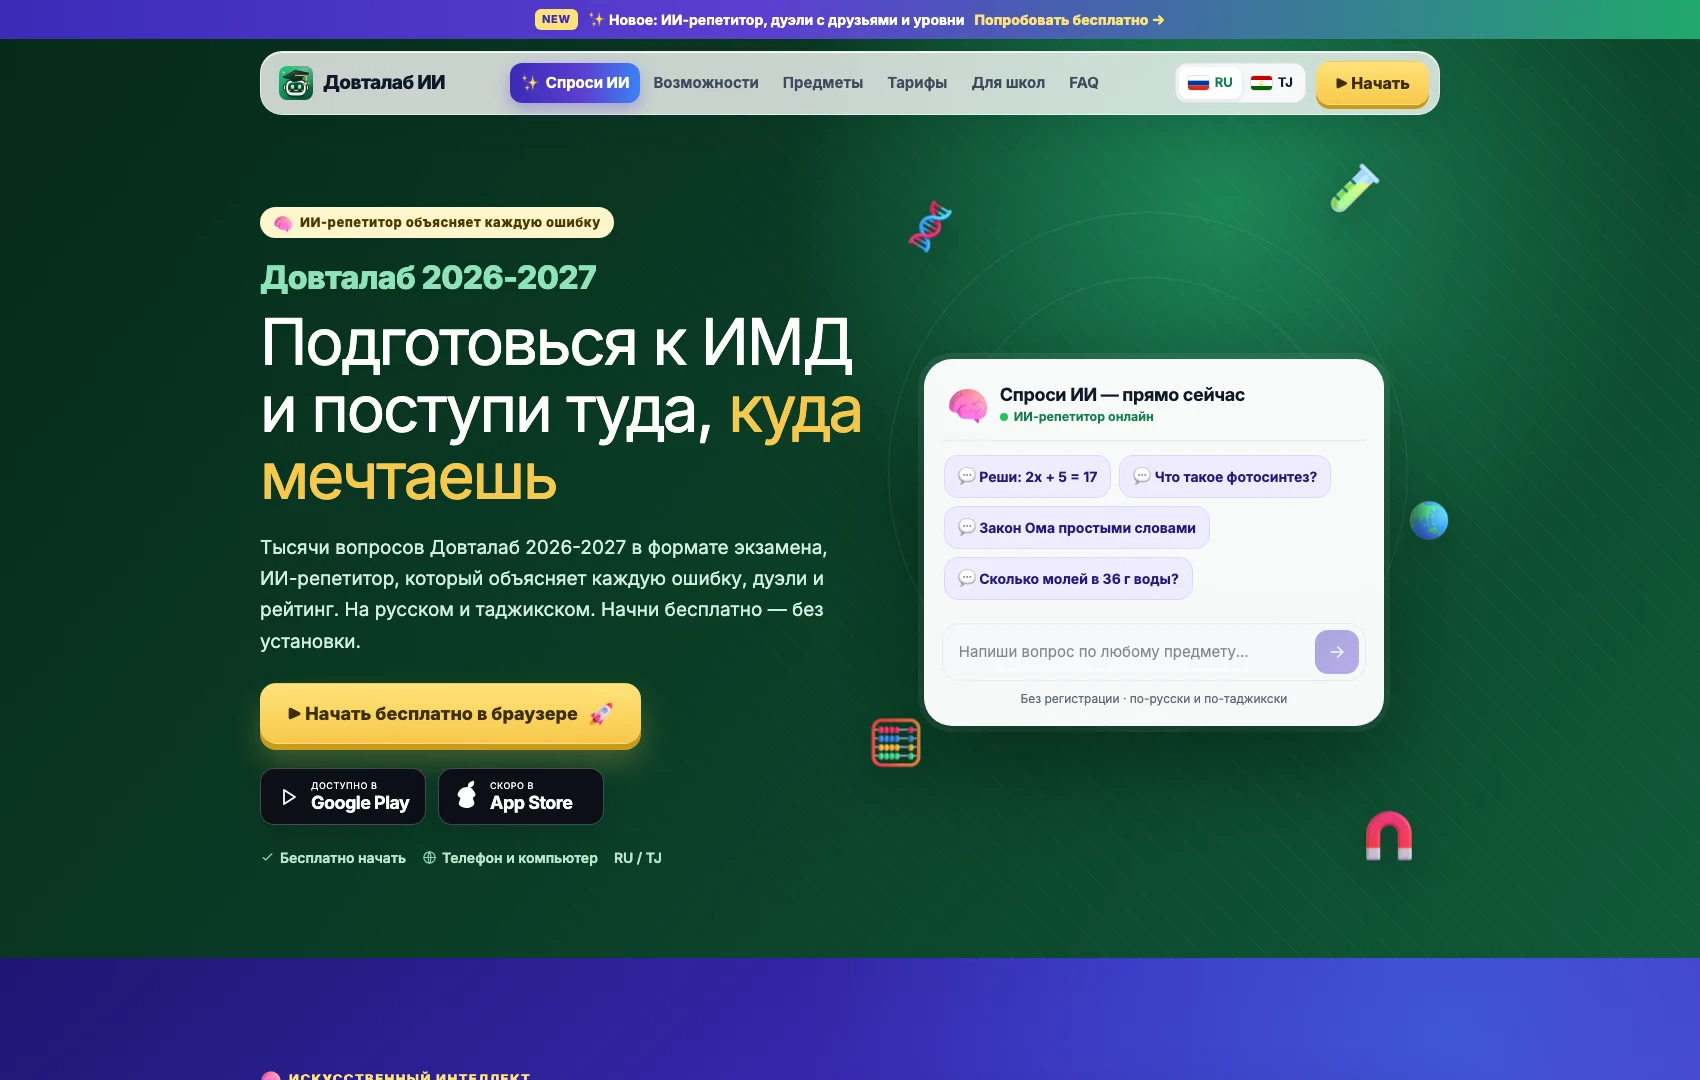 NEW ✨ Новое: ИИ-репетитор, дуэли с друзьями и уровни Попробовать бесплатно →
Довталаб ИИ
✨ Спроси ИИ
Возможности
Предметы
Тарифы
Для школ
FAQ
RU
TJ
Начать
ИИ-репетитор объясняет каждую ошибку
Довталаб 2026-2027
Подготовься к ИМД
и поступи туда, куда
мечтаешь
Тысячи вопросов Довталаб 2026-2027 в формате экзамена,
ИИ-репетитор, который объясняет каждую ошибку, дуэли и
рейтинг. На русском и таджикском. Начни бесплатно — без
установки.
Начать бесплатно в браузере
ДОСТУПНО В
Google Play
СКОРО В
App Store
Бесплатно начать
Телефон и компьютер
RU / TJ
Спроси ИИ — прямо сейчас
ИИ-репетитор онлайн
Реши: 2x + 5 = 17
Что такое фотосинтез?
Закон Ома простыми словами
Сколько молей в 36 г воды?
Напиши вопрос по любому предмету...
Без регистрации · по-русски и по-таджикски
ИСКУССТВЕННЫЙ ИНТЕЛЛЕКТ